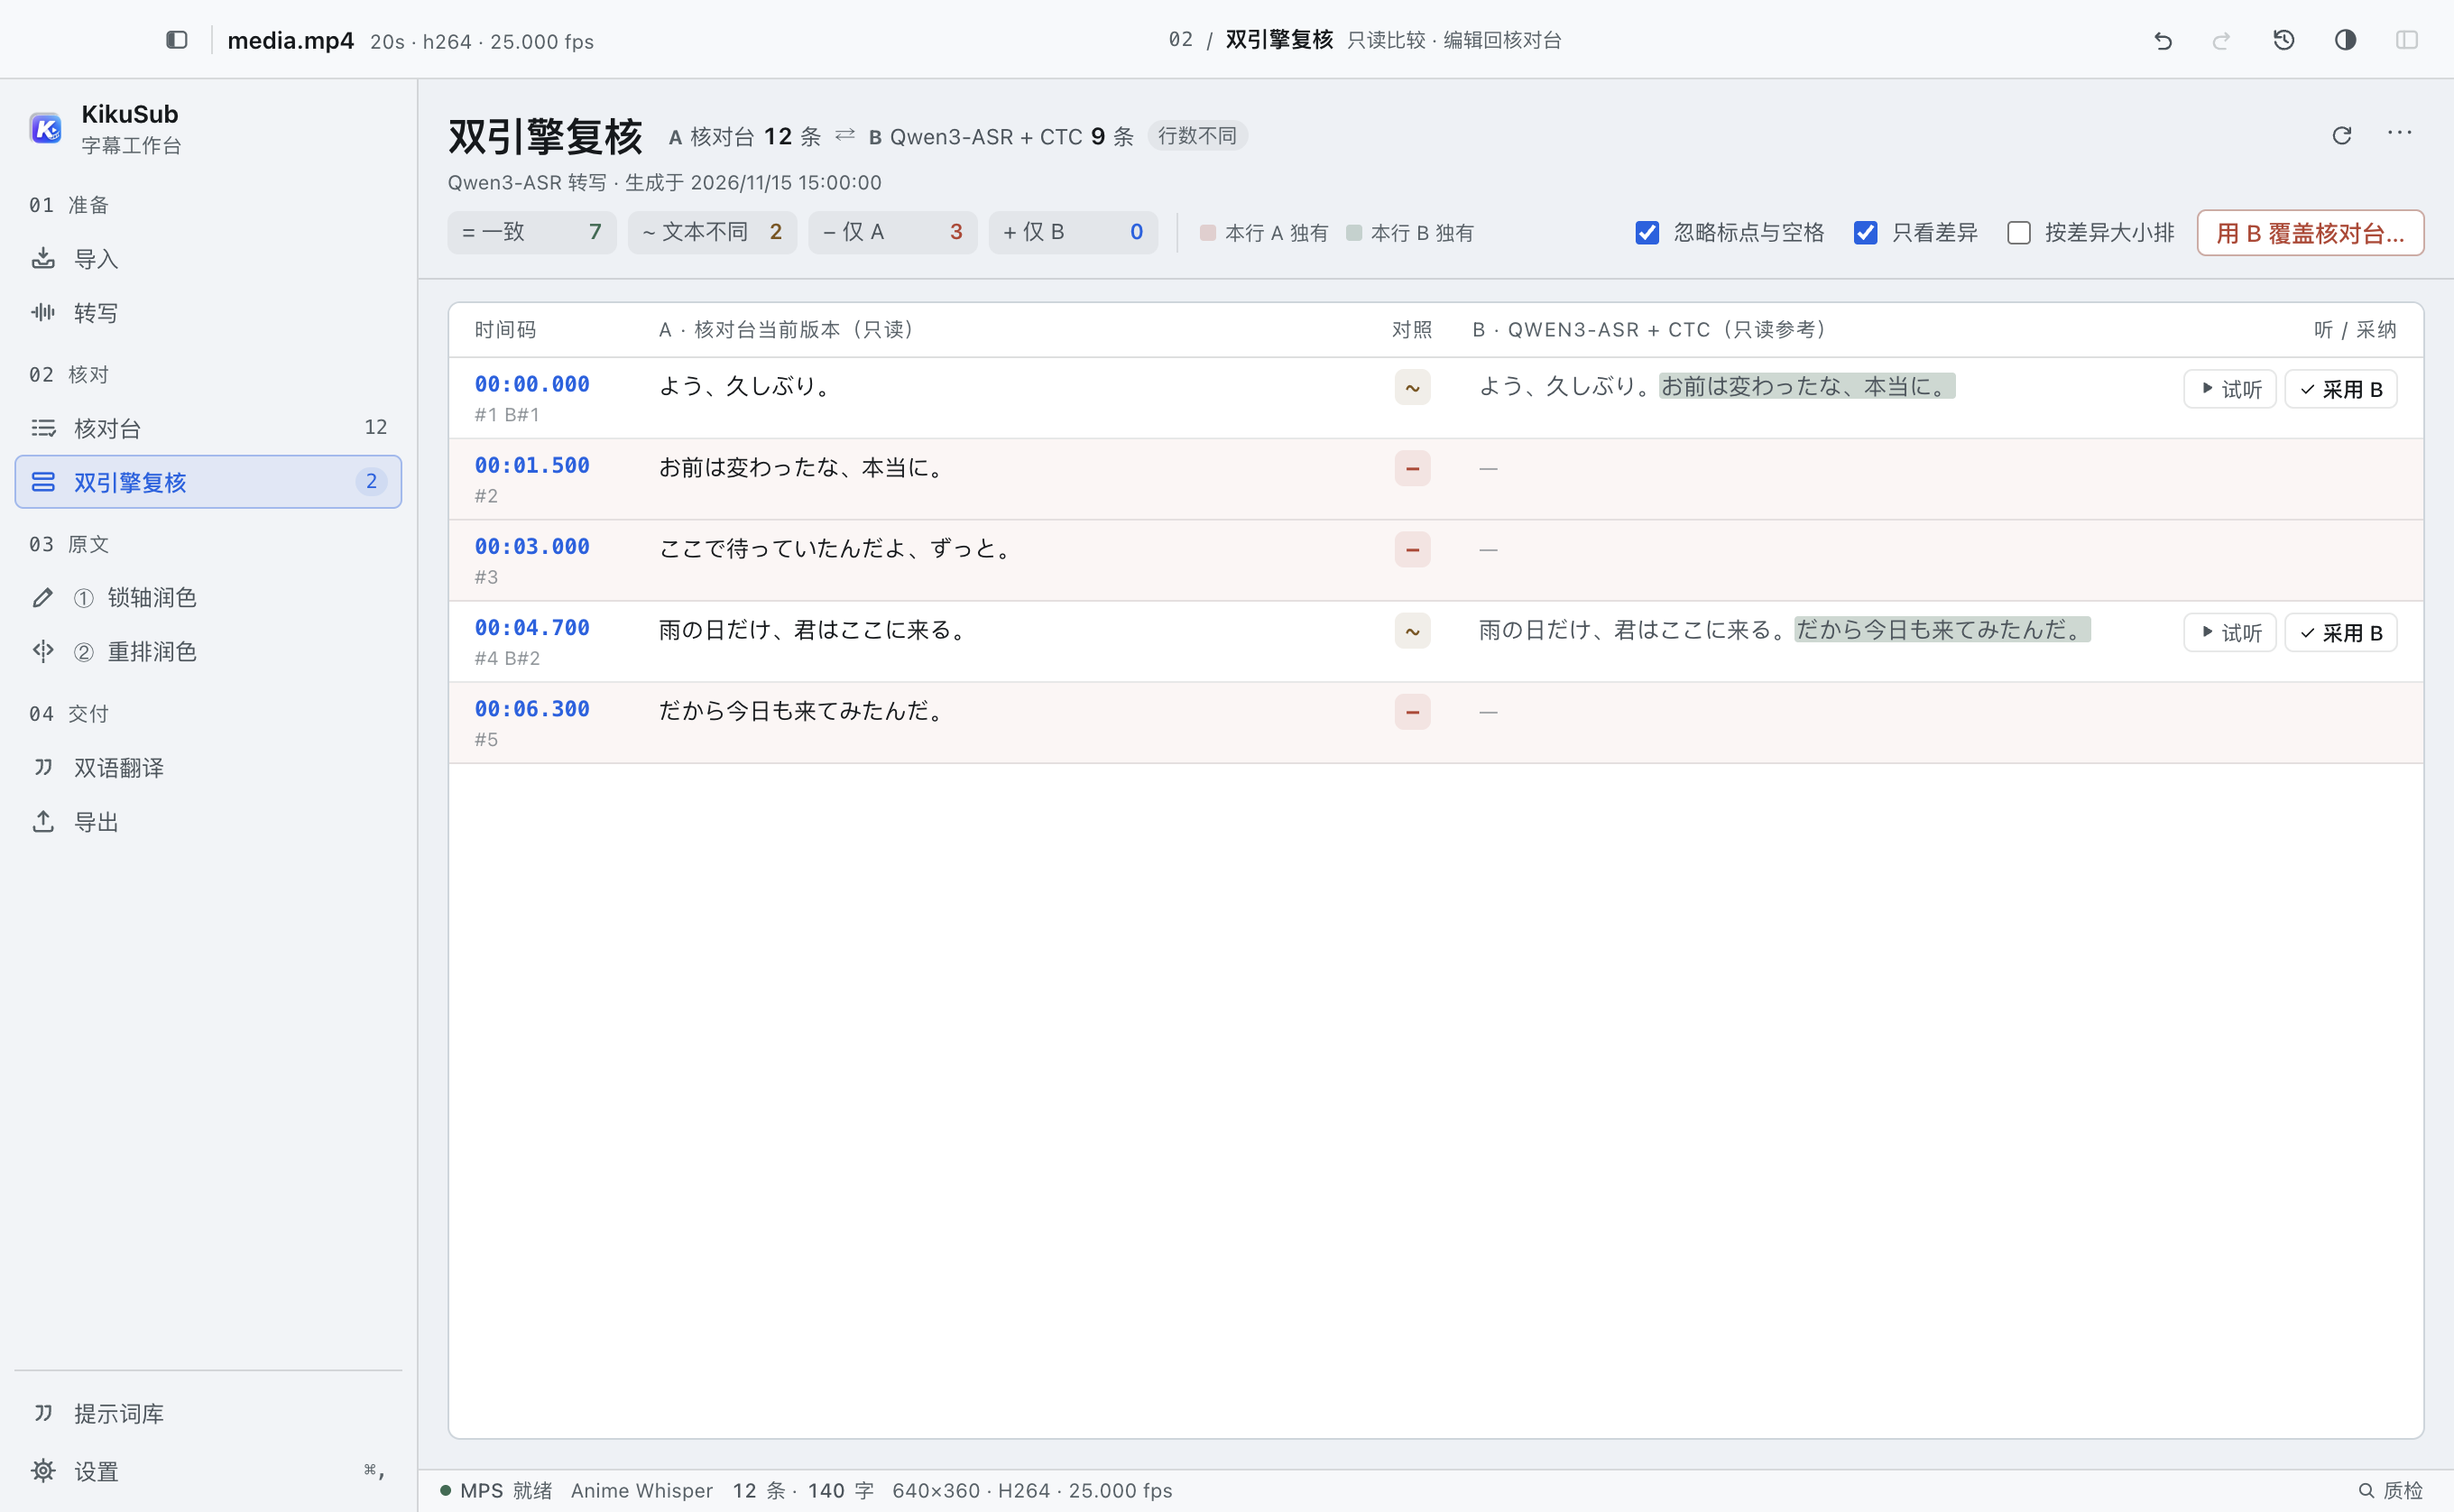 media.mp4 20s · h264 · 25.000 fps
02 / 双引擎复核 只读比较 · 编辑回核对台
KikuSub
字幕工作台
01 准备
导入
转写
02 核对
核对台 12
双引擎复核 2
03 原文
① 锁轴润色
② 重排润色
04 交付
双语翻译
导出
提示词库
设置 ⌘,
双引擎复核 A 核对台 12 条 ⇄ B Qwen3-ASR + CTC 9 条 行数不同
···
Qwen3-ASR 转写 · 生成于 2026/11/15 15:00:00
= 一致 7 ~ 文本不同 2 − 仅 A 3 + 仅 B 0 本行 A 独有 本行 B 独有 忽略标点与空格 只看差异 按差异大小排 用 B 覆盖核对台...
时间码 A · 核对台当前版本（只读） 对照 B · QWEN3-ASR + CTC（只读参考） 听 / 采纳
00:00.000 よう、久しぶり。 ~ よう、久しぶり。お前は変わったな、本当に。 试听 采用 B
#1 B#1
00:01.500 お前は変わったな、本当に。 − —
#2
00:03.000 ここで待っていたんだよ、ずっと。 − —
#3
00:04.700 雨の日だけ、君はここに来る。 ~ 雨の日だけ、君はここに来る。だから今日も来てみたんだ。 试听 采用 B
#4 B#2
00:06.300 だから今日も来てみたんだ。 − —
#5
MPS 就绪 Anime Whisper 12 条 · 140 字 640×360 · H264 · 25.000 fps 质检